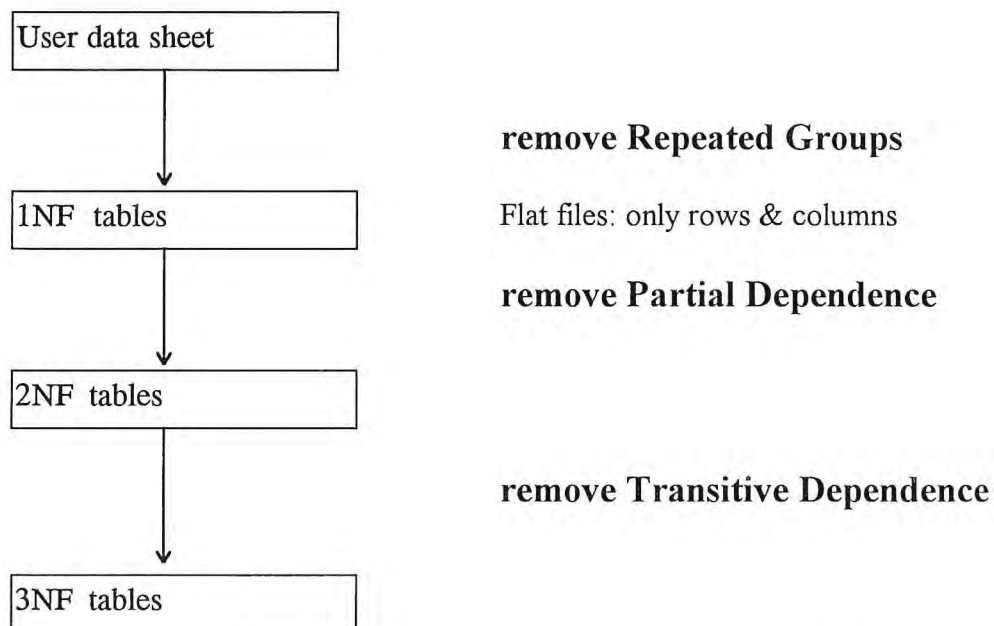 User data sheet
remove Repeated Groups
1NF tables
Flat files: only rows & columns
remove Partial Dependence
2NF tables
remove Transitive Dependence
3NF tables